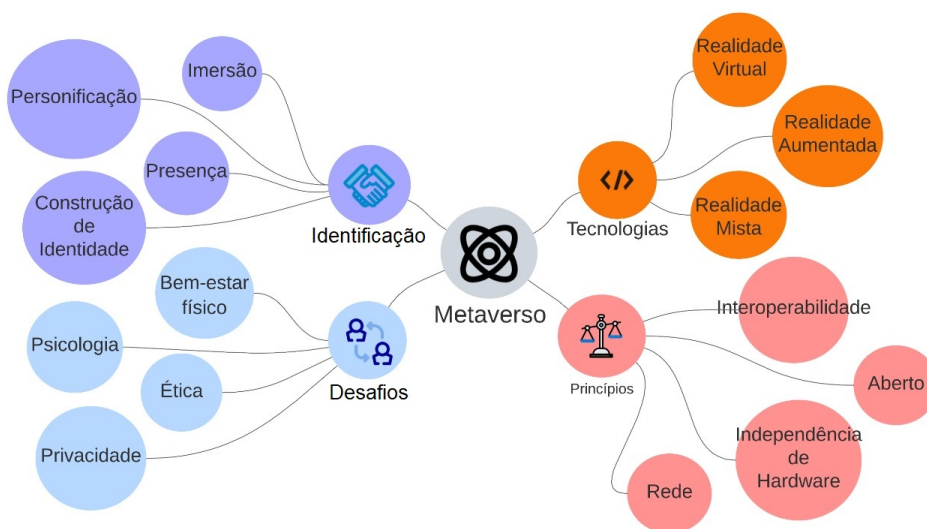 Metaverso
Identificação
Imersão
Personificação
Presença
Construção
de
Identidade
Tecnologias
Realidade
Virtual
Realidade
Aumentada
Realidade
Mista
Desafios
Bem-estar
físico
Psicologia
Ética
Privacidade
Princípios
Interoperabilidade
Aberto
Independência
de
Hardware
Rede